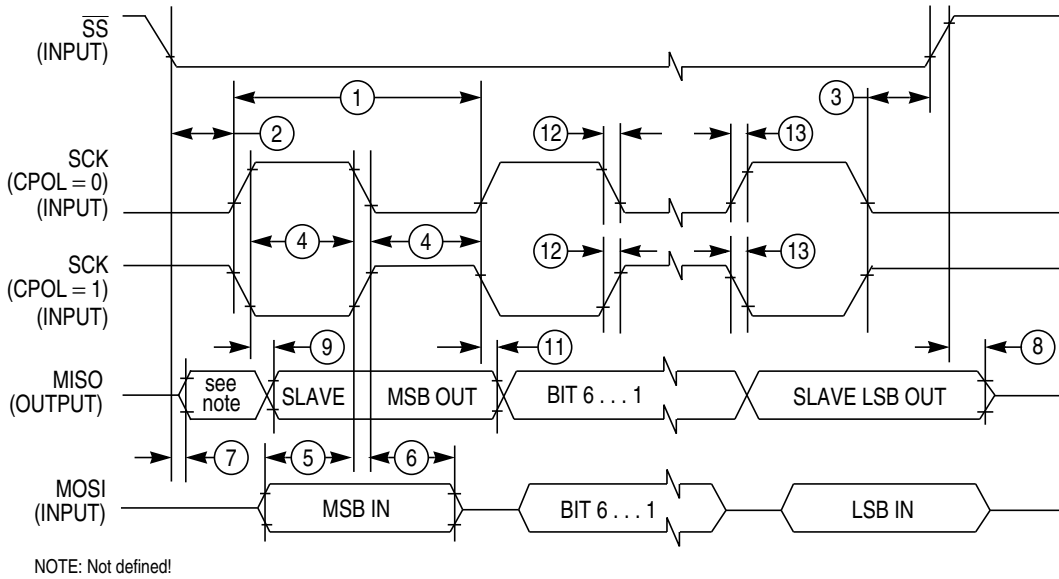 SS
(INPUT)
1
3
2
12
13
SCK
(CPOL = 0)
(INPUT)
4
4
SCK
(CPOL = 1)
(INPUT)
12
13
9
11
8
MISO
(OUTPUT)
see
note
SLAVE
MSB OUT
BIT 6 . . . 1
SLAVE LSB OUT
7
5
6
MOSI
(INPUT)
MSB IN
BIT 6 . . . 1
LSB IN
NOTE: Not defined!